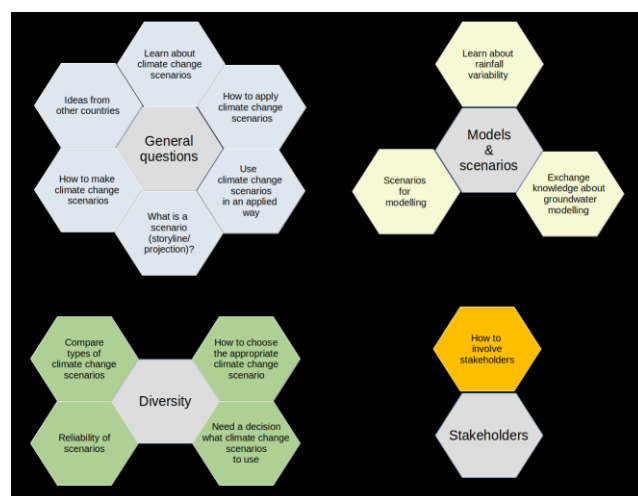 Learn about
climate change
scenarios
Ideas from
other countries
How to apply
climate change
scenarios
General
questions
How to make
climate change
scenarios
Use
climate change
scenarios
in an applied
way
What is a
scenario
(storyline/
projection)?
Learn about
rainfall
variability
Models
&
scenarios
Scenarios
for
modelling
Exchange
knowledge about
groundwater
modelling
Compare
types of
climate change
scenarios
How to choose
the appropriate
climate change
scenario
Diversity
Reliability of
scenarios
Need a decision
what climate change
scenarios
to use
How to
involve
stakeholders
Stakeholders